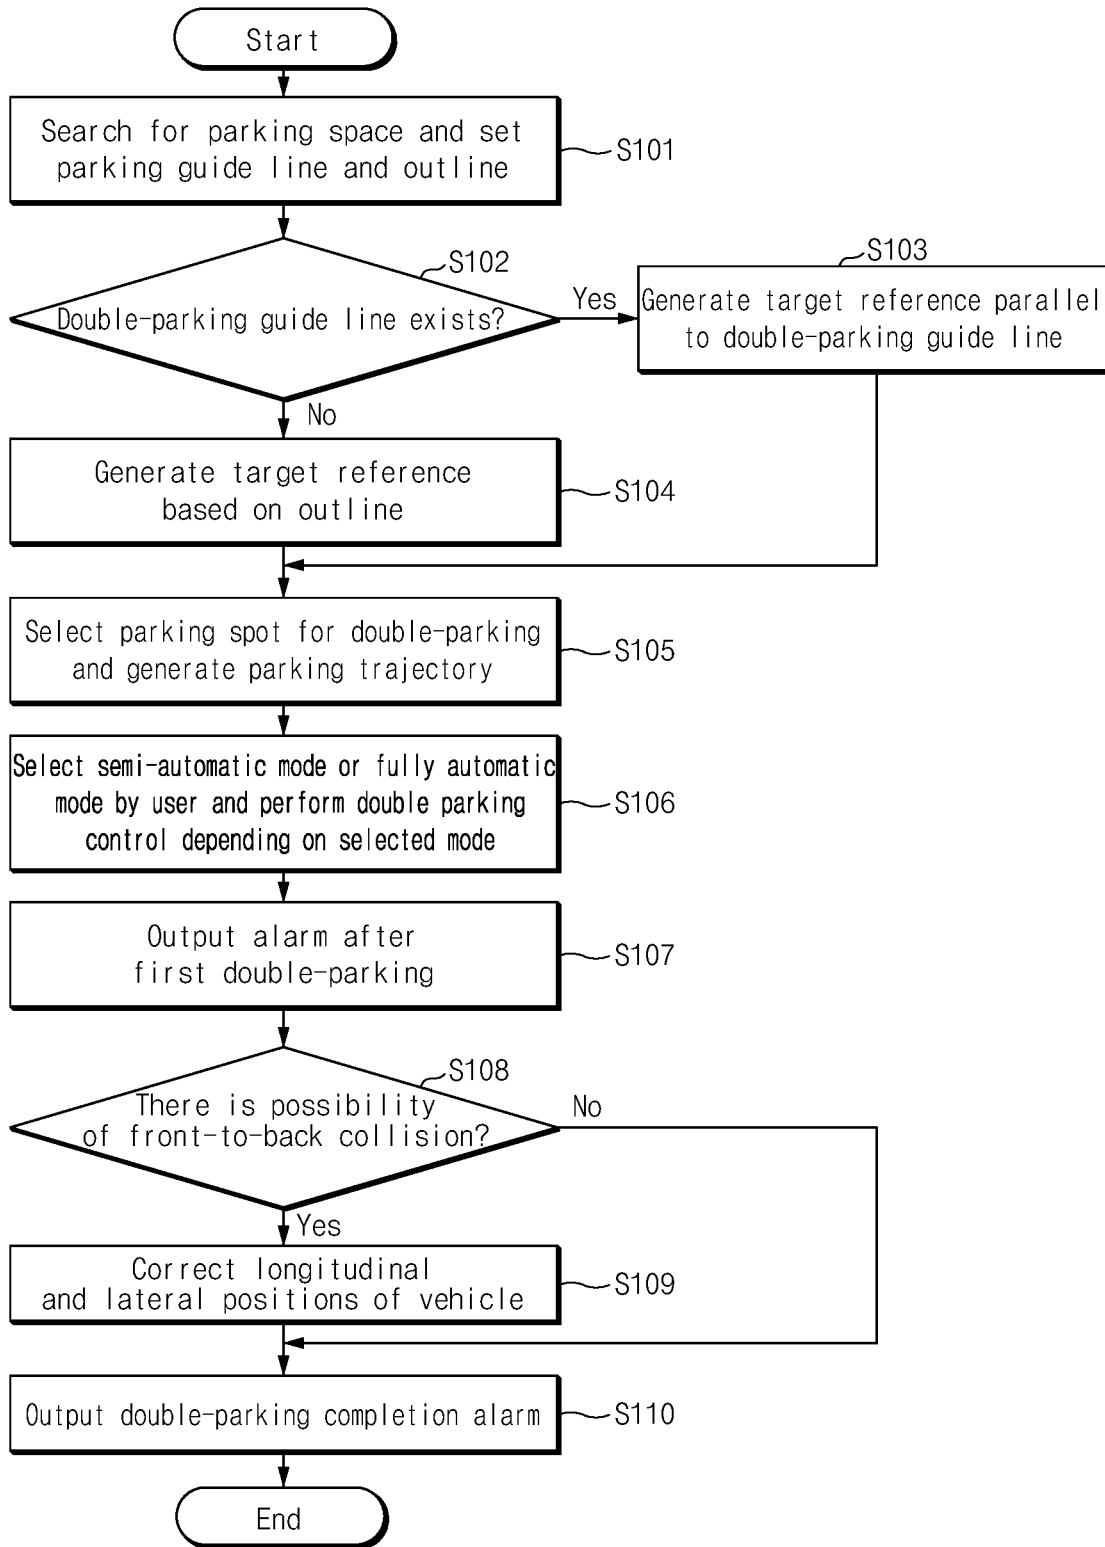 Start
Search for parking space and set
parking guide line and outline
S101
S102
Double-parking guide line exists?
Yes
S103
Generate target reference parallel
to double-parking guide line
No
Generate target reference
based on outline
S104
Select parking spot for double-parking
and generate parking trajectory
S105
Select semi-automatic mode or fully automatic
mode by user and perform double parking
control depending on selected mode
S106
Output alarm after
first double-parking
S107
S108
There is possibility
of front-to-back collision?
No
Yes
Correct longitudinal
and lateral positions of vehicle
S109
Output double-parking completion alarm
S110
End